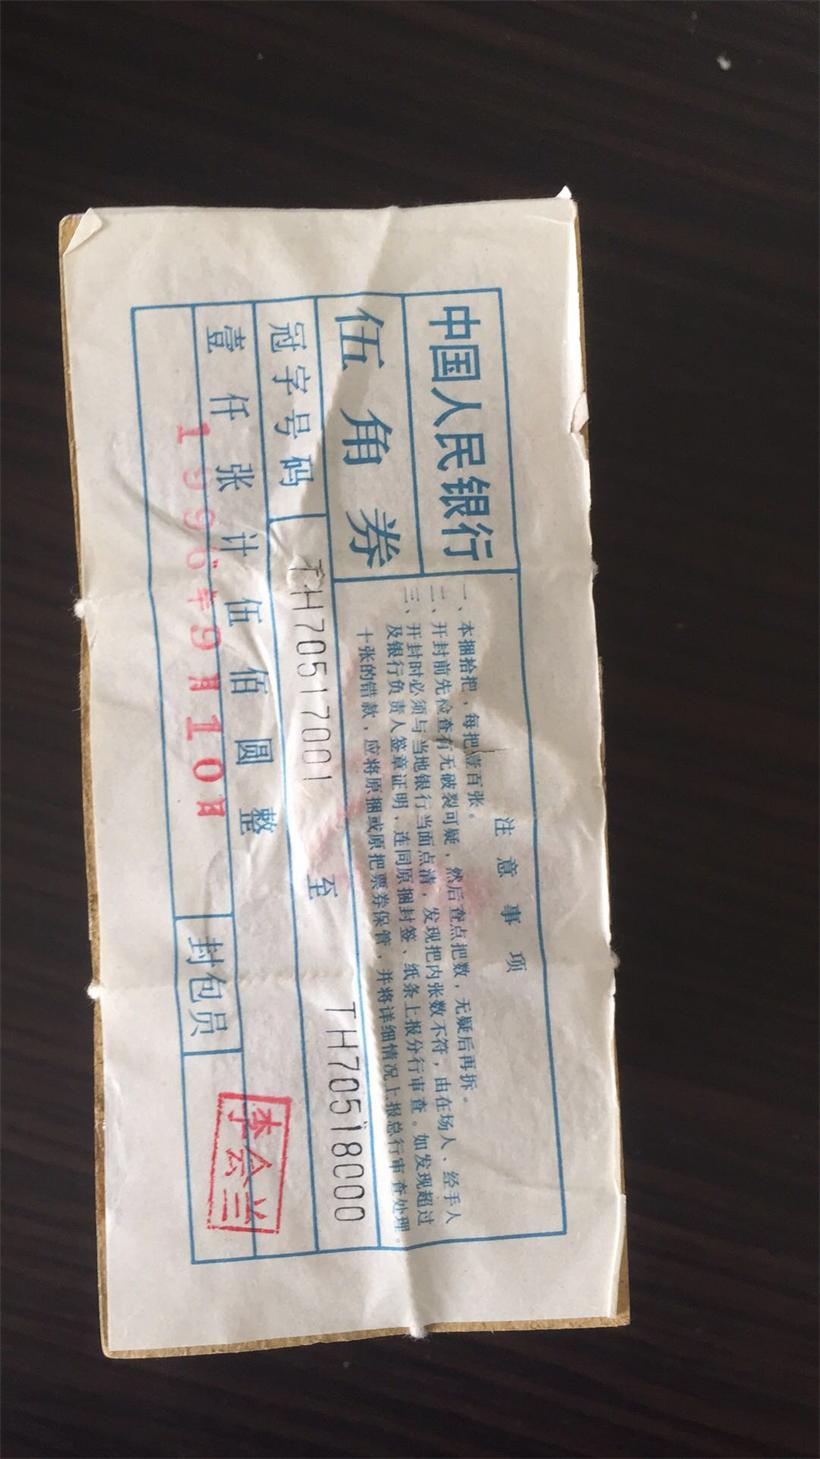 中国人民银行
伍角券
注意事项
一、本捆拾把，每把壹百张。
二、开封前先检查有无破裂可疑，然后查点把数，无疑后再拆。
三、开封时必须与当地银行当面点清，发现把内张数不符，由在场人、经手人
及银行负责人签章证明，连同原捆封签、纸条上报分行审查。如发现超过
十张的错款，应将原捆或原把票券保管，并将详细情况上报总行审查处理。
冠字号码 TH70517001 至 TH70518000
壹仟张计伍佰圆整
1996年9月10日
封包员
李会兰